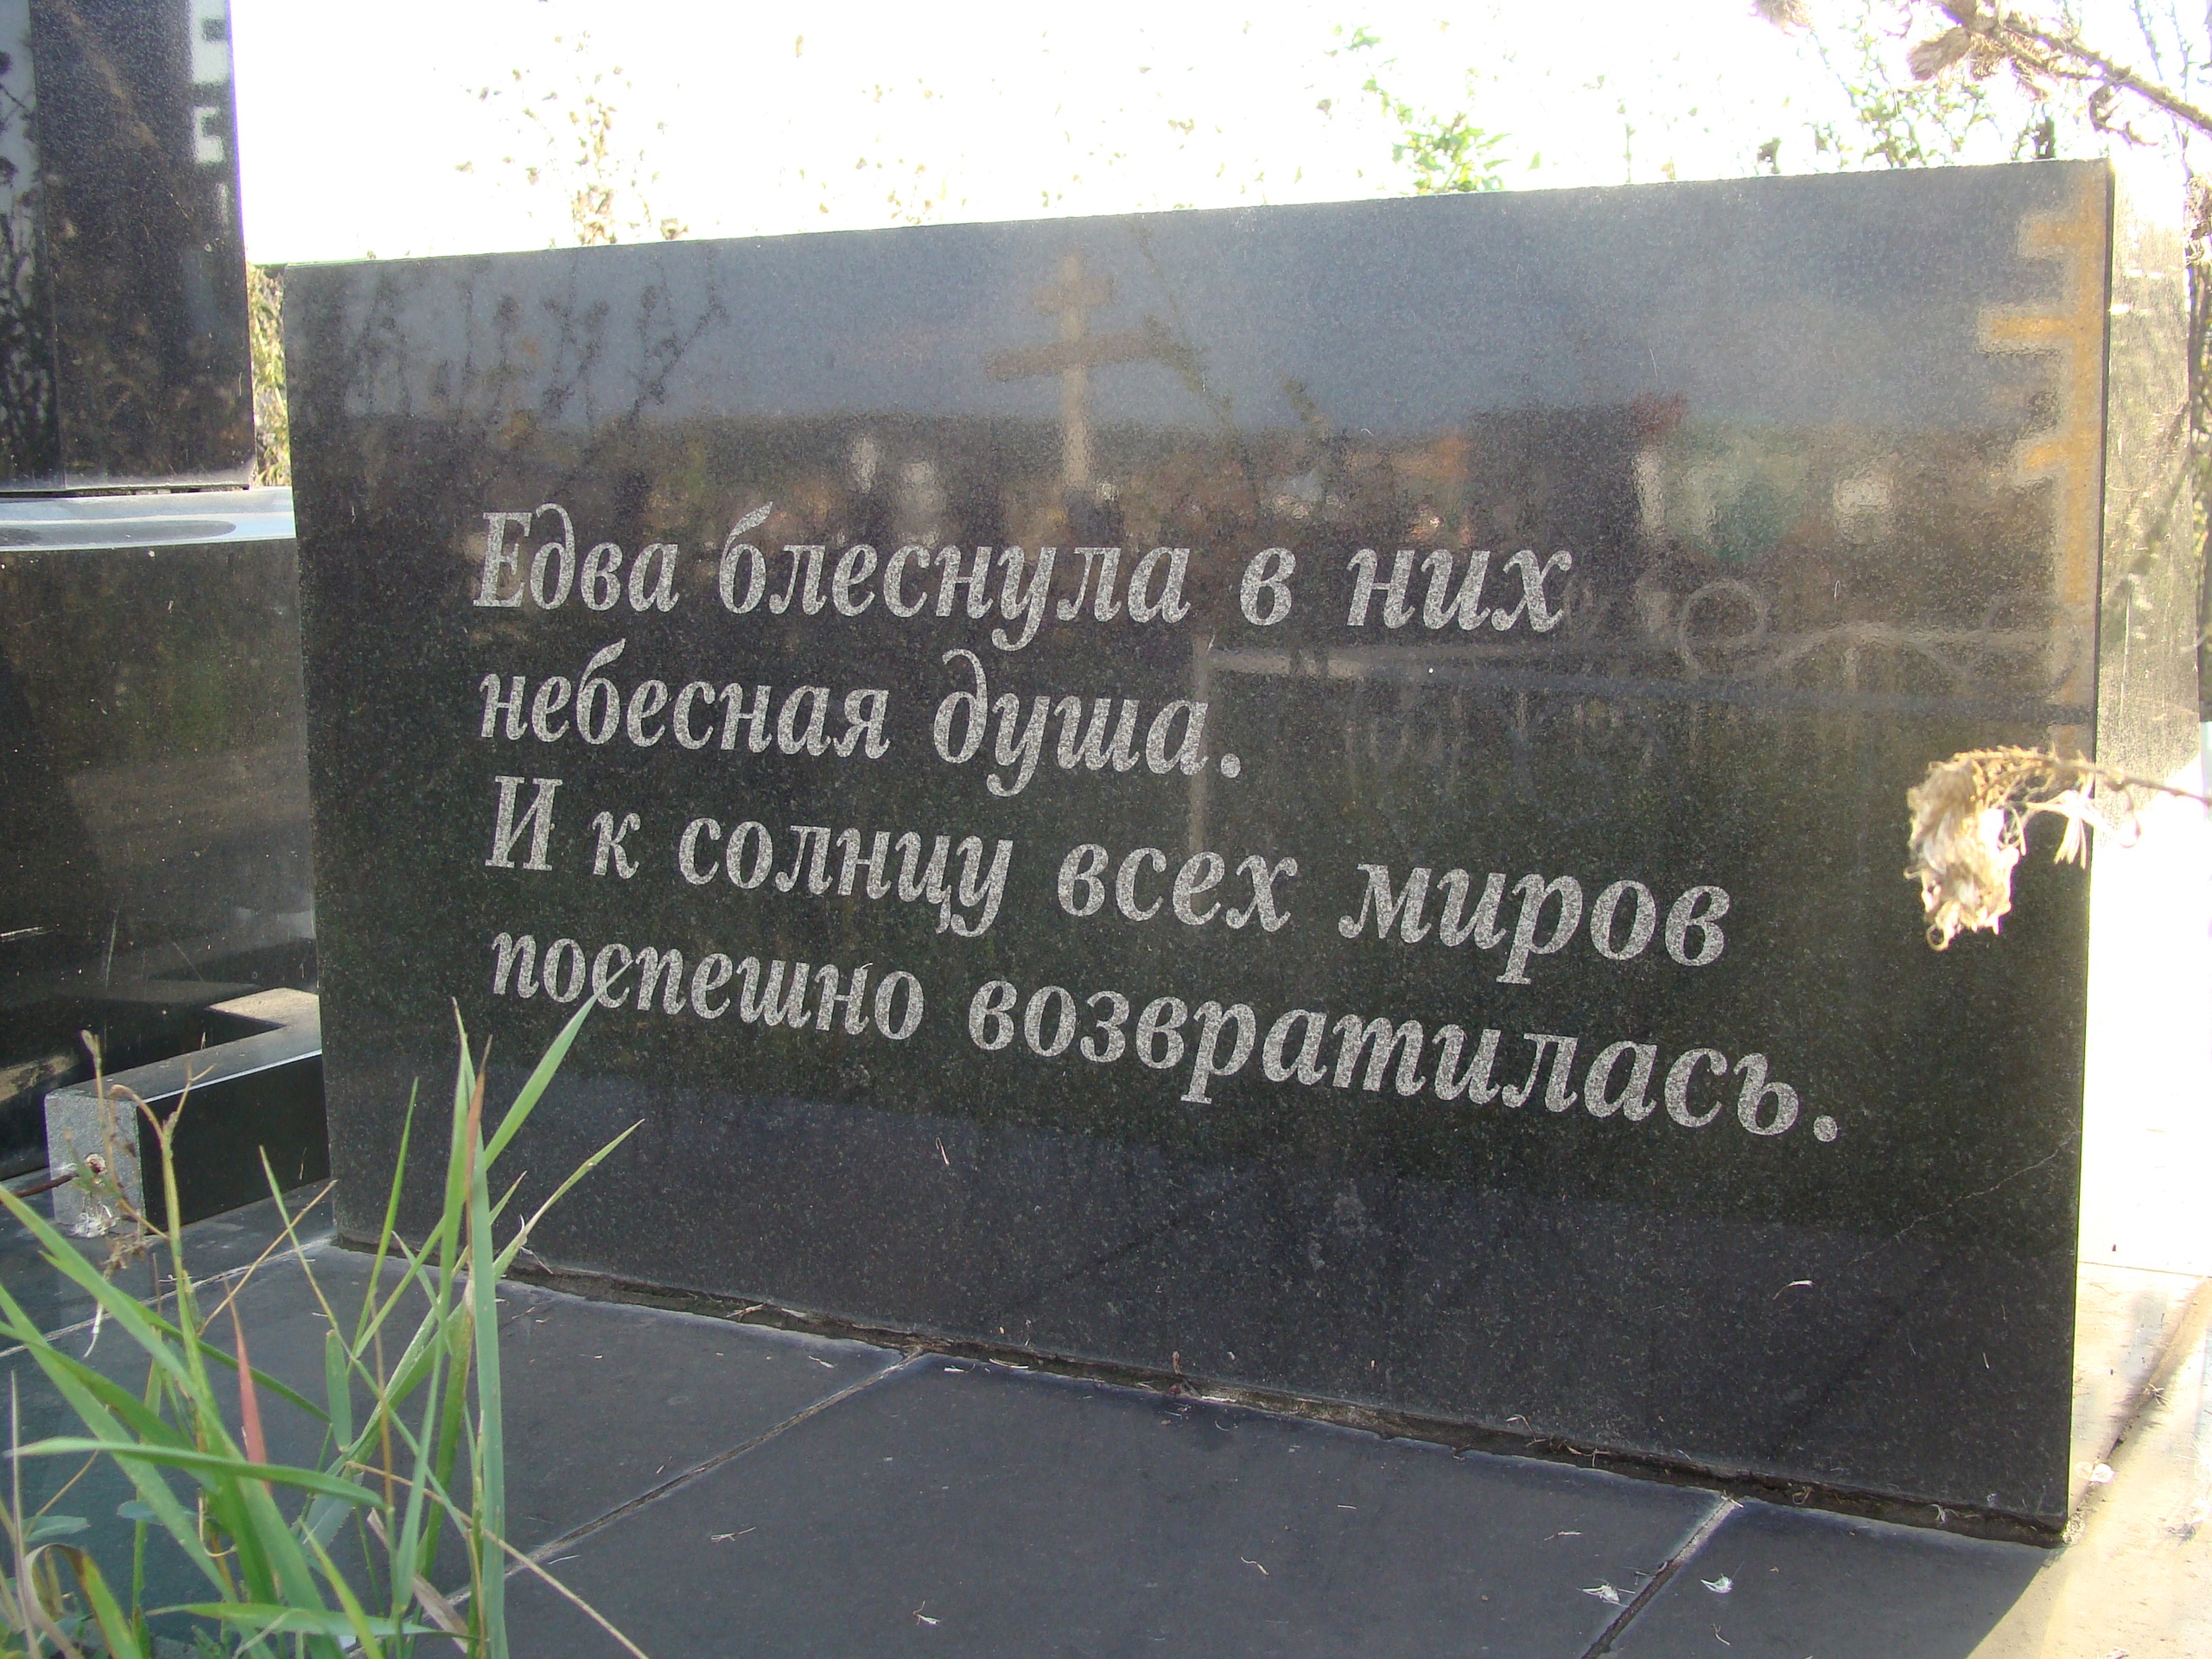 Едва блеснула в них
небесная душа.
И к солнцу всех миров
поспешно возвратилась.